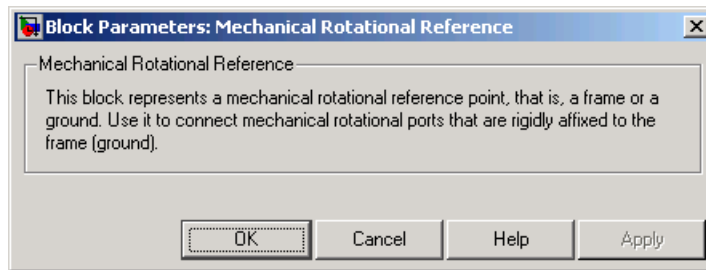 Block Parameters: Mechanical Rotational Reference
Mechanical Rotational Reference
This block represents a mechanical rotational reference point, that is, a frame or a
ground. Use it to connect mechanical rotational ports that are rigidly affixed to the
frame (ground).
OK
Cancel
Help
Apply